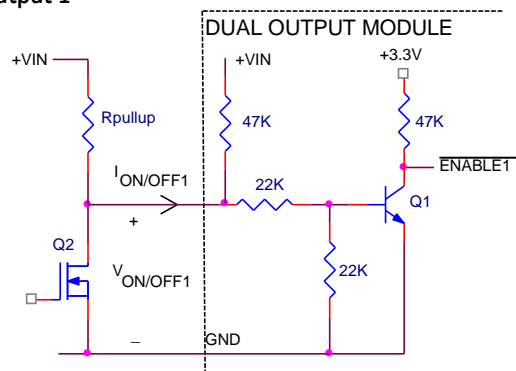 utput 1
DUAL OUTPUT MODULE
+VIN
+VIN
+3.3V
Rpullup
47K
47K
I
ON/OFF1
ENABLE1
22K
Q1
+
Q2
V
ON/OFF1
22K
–
GND